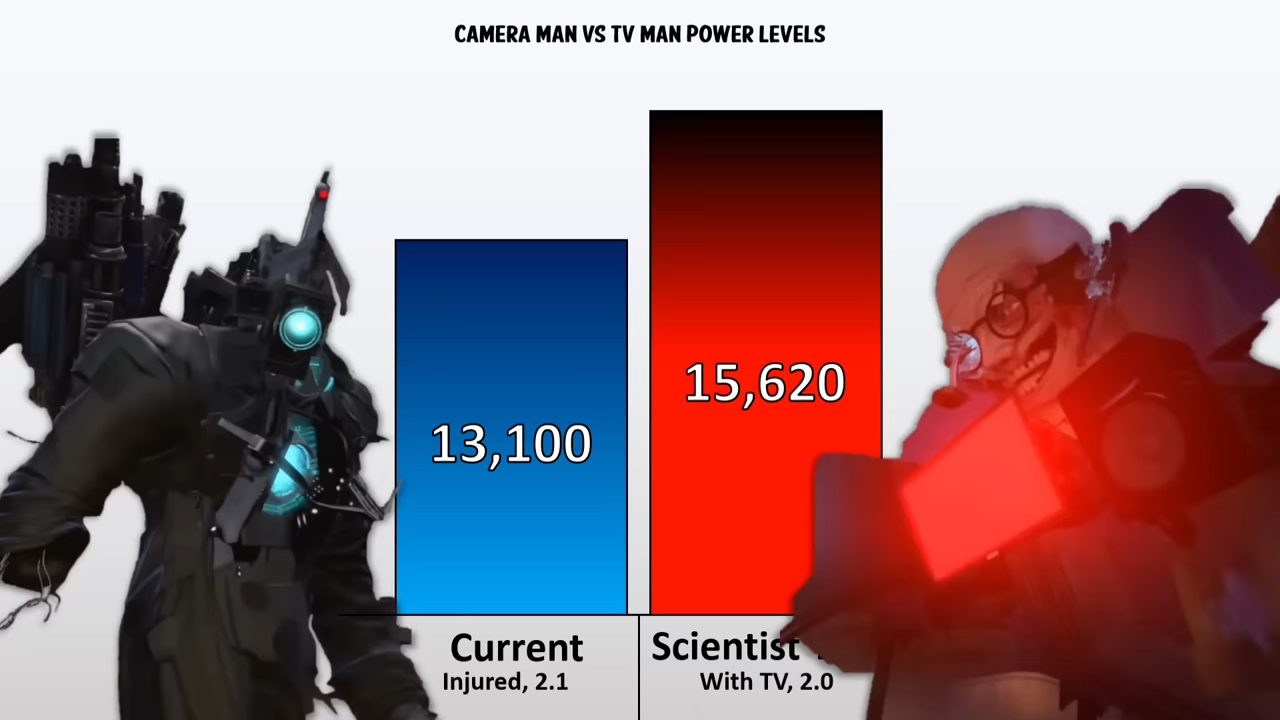 CAMERA MAN VS TV MAN POWER LEVELS
15,620
13,100
Current
Injured, 2.1
Scientist
With TV, 2.0